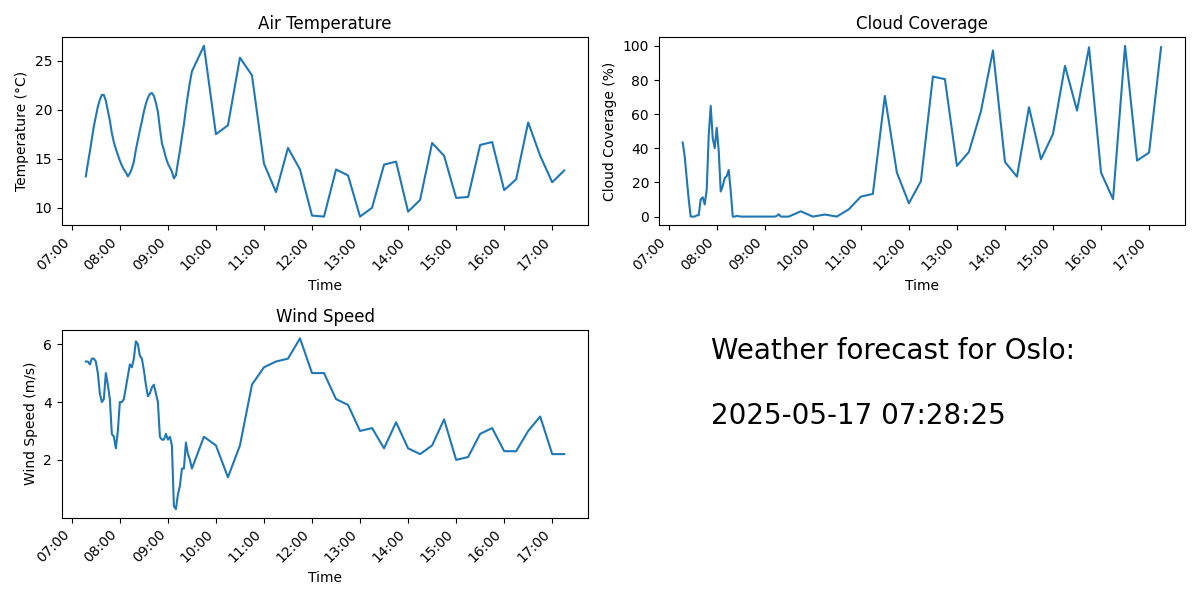 Air Temperature
Temperature (°C)
25
20
15
10
07:00 08:00 09:00 10:00 11:00 12:00 13:00 14:00 15:00 16:00 17:00
Time
Cloud Coverage
Cloud Coverage (%)
100
80
60
40
20
0
07:00 08:00 09:00 10:00 11:00 12:00 13:00 14:00 15:00 16:00 17:00
Time
Wind Speed
Wind Speed (m/s)
6
4
2
07:00 08:00 09:00 10:00 11:00 12:00 13:00 14:00 15:00 16:00 17:00
Time
Weather forecast for Oslo:
2025-05-17 07:28:25